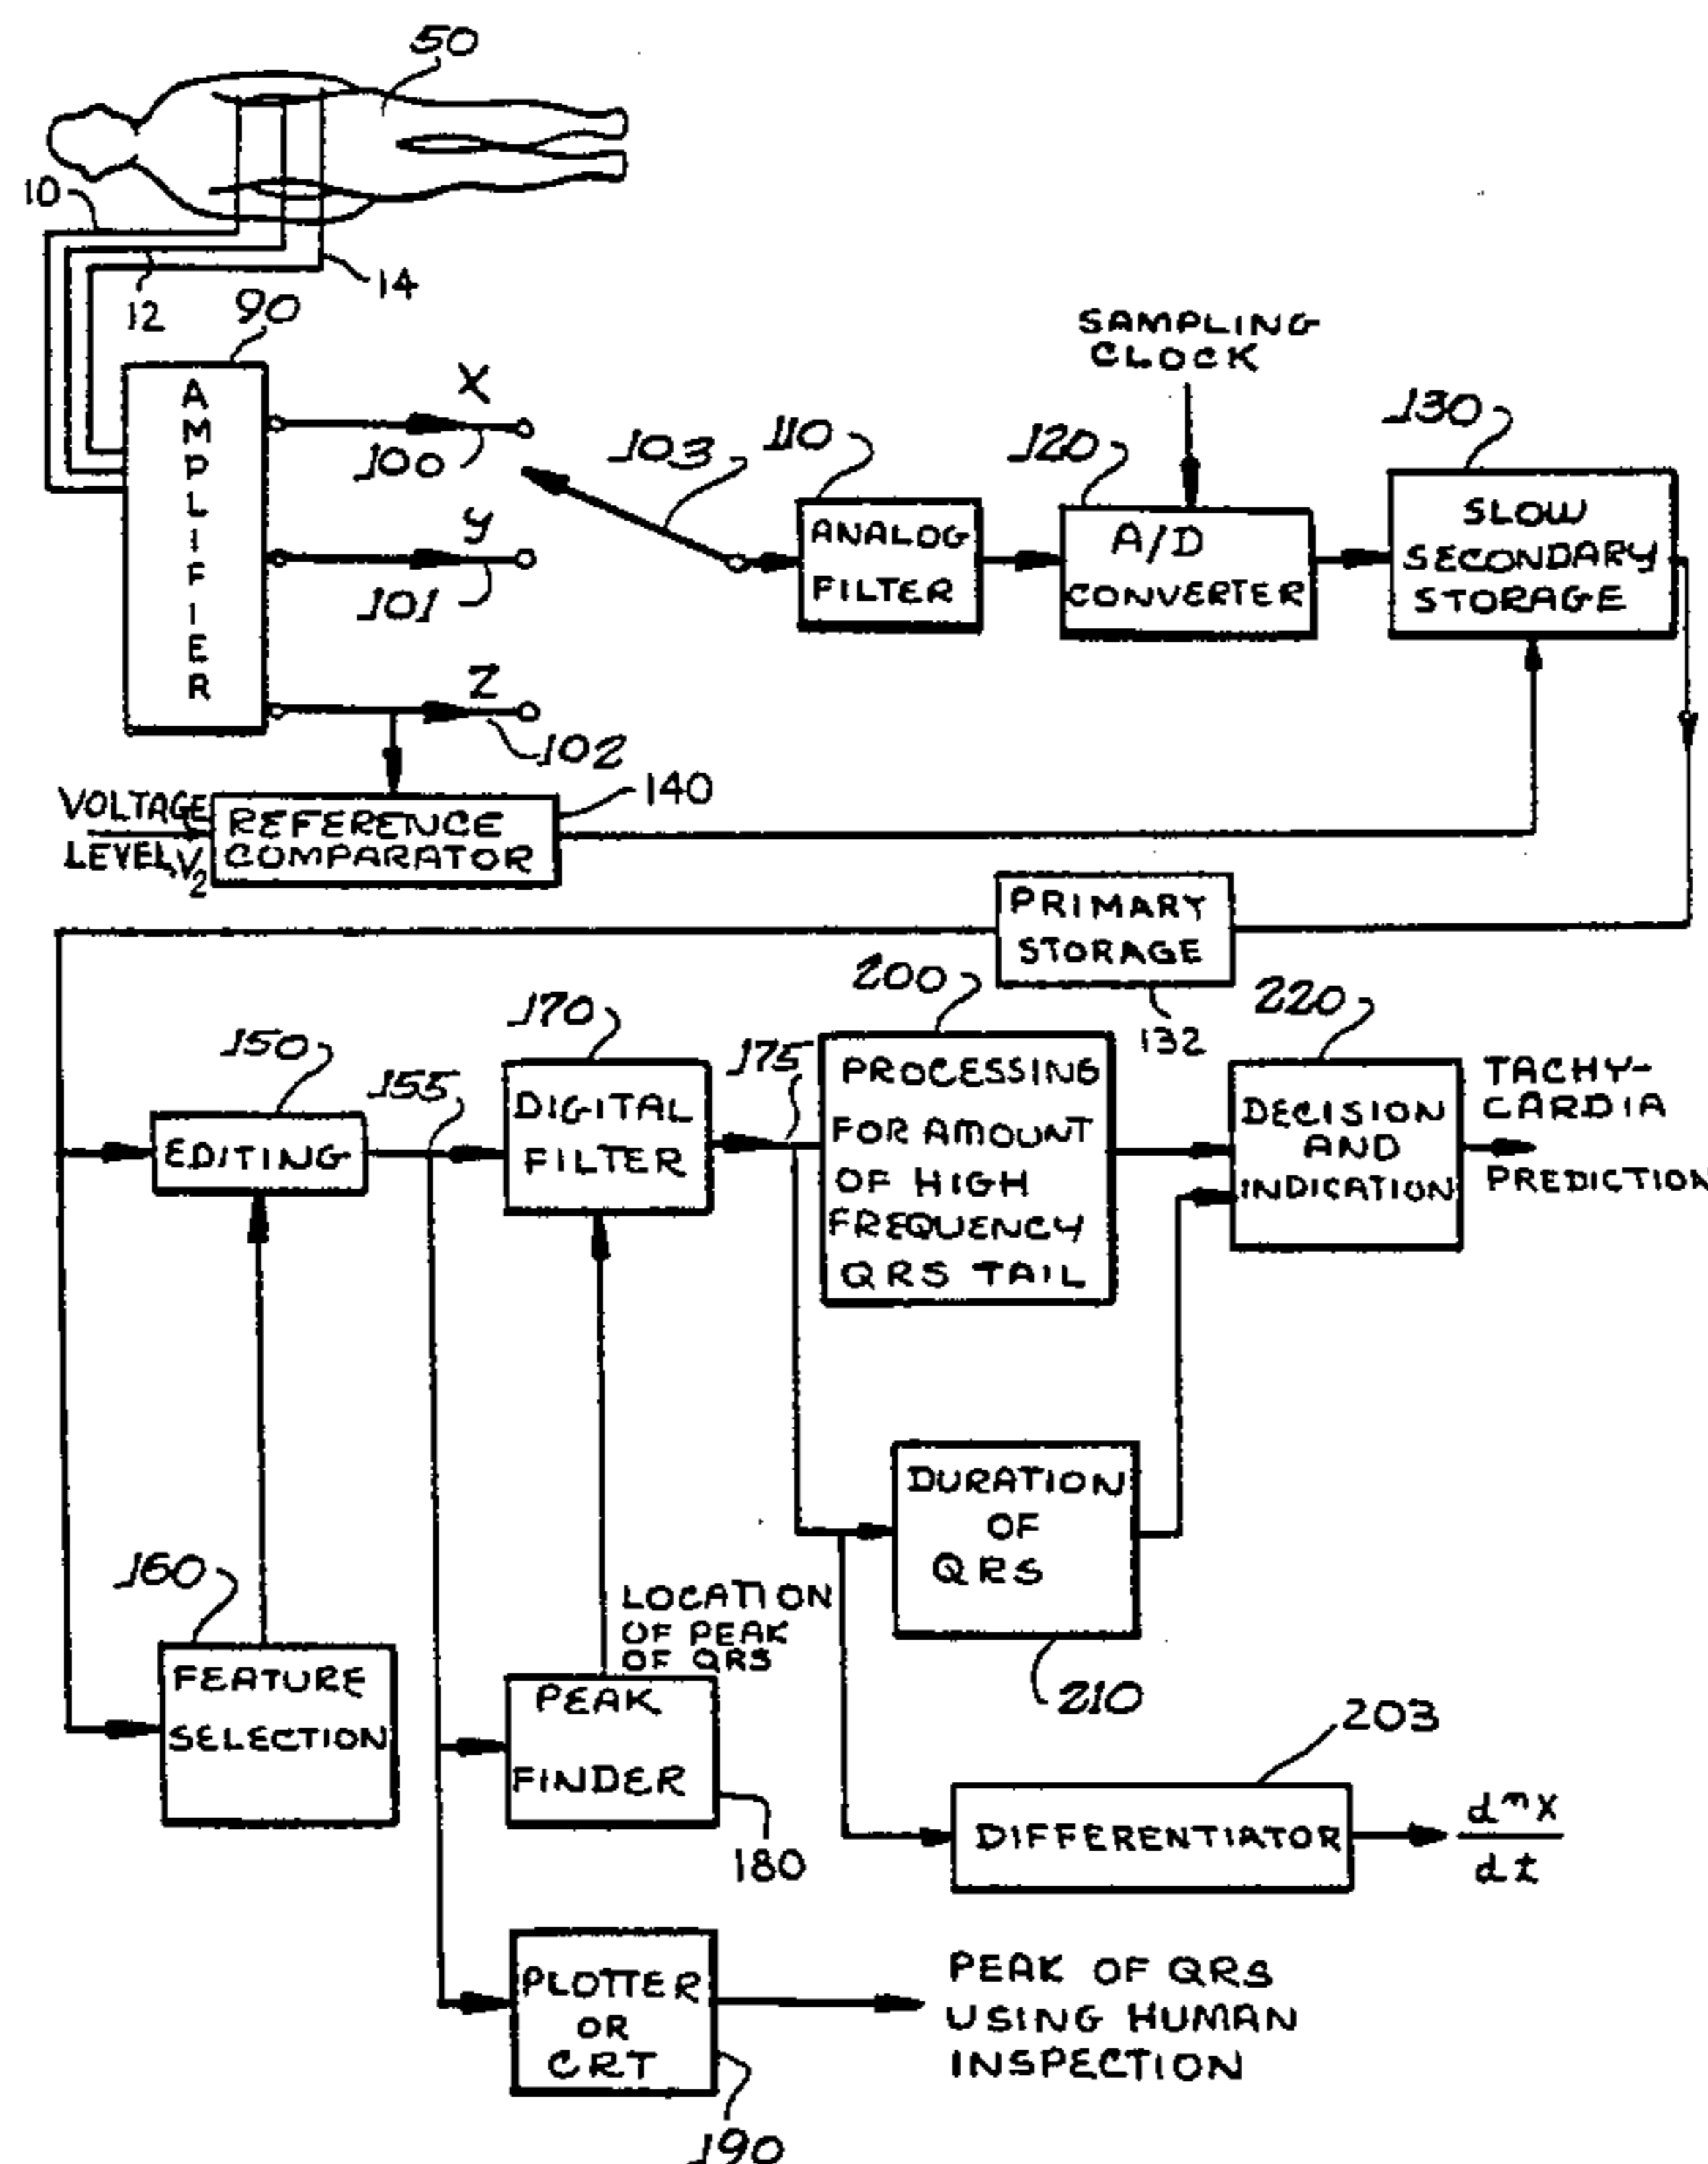 50
10
12
14
90
AMPLIFIER
X
100
y
101
Z
102
103
110
ANALOG
FILTER
SAMPLING
CLOCK
120
A/D
CONVERTER
130
SLOW
SECONDARY
STORAGE
VOLTAGE
LEVEL, V2
REFERENCE
COMPARATOR
140
PRIMARY
STORAGE
132
150
EDITING
155
170
DIGITAL
FILTER
175
200
PROCESSING
FOR AMOUNT
OF HIGH
FREQUENCY
QRS TAIL
220
DECISION
AND
INDICATION
TACHY-
CARDIA
PREDICTION
160
FEATURE
SELECTION
LOCATION
OF PEAK
OF QRS
PEAK
FINDER
180
DURATION
OF
QRS
210
203
DIFFERENTIATOR
dⁿX
dt
PLOTTER
OR
CRT
190
PEAK OF QRS
USING HUMAN
INSPECTION